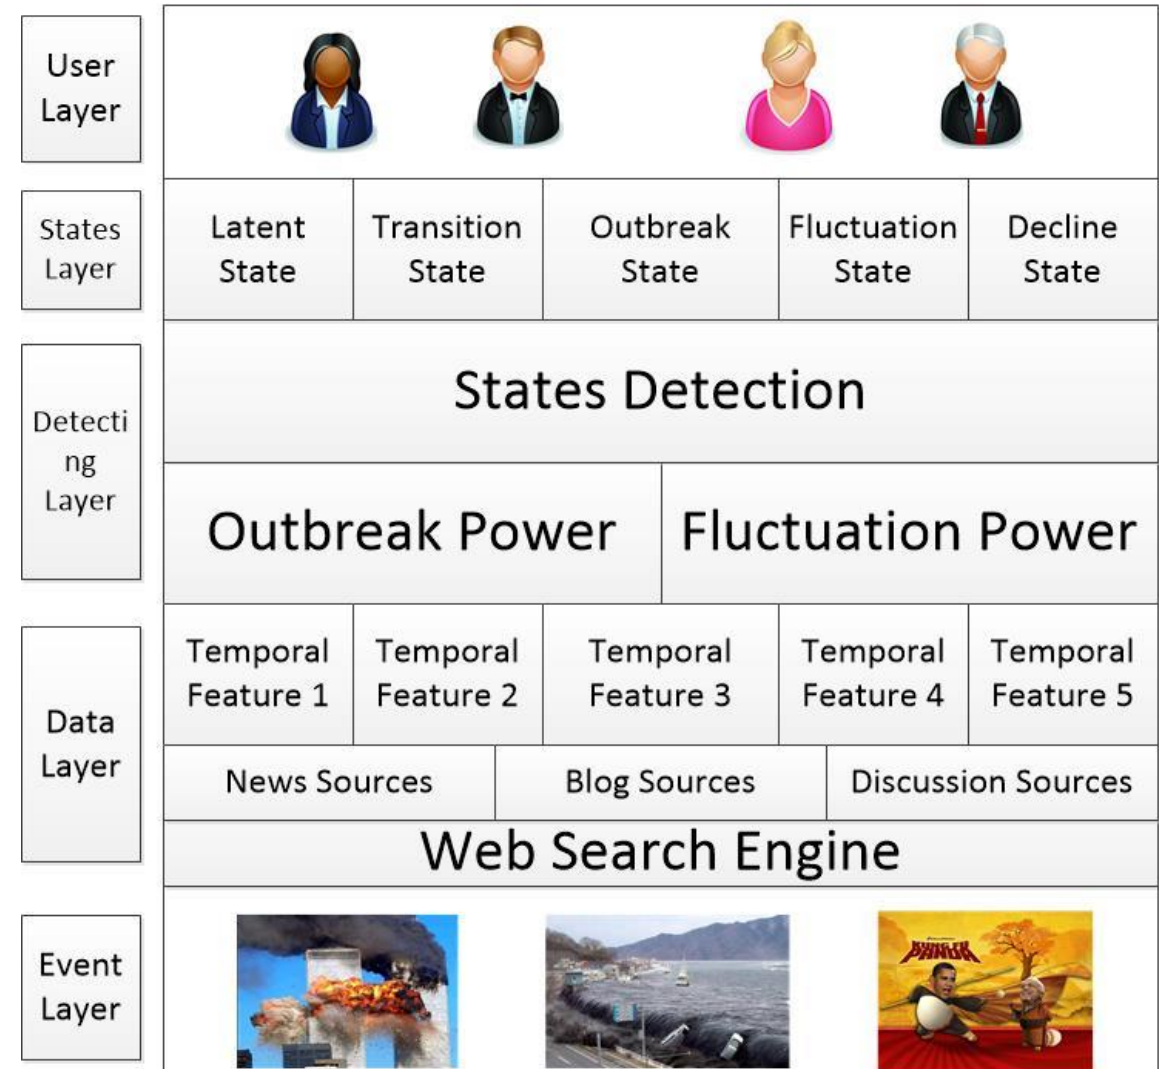 User
Layer
States
Layer
Latent
State
Transition
State
Outbreak
State
Fluctuation
State
Decline
State
Detecti
ng
Layer
States Detection
Outbreak Power
Fluctuation Power
Data
Layer
Temporal
Feature 1
Temporal
Feature 2
Temporal
Feature 3
Temporal
Feature 4
Temporal
Feature 5
News Sources
Blog Sources
Discussion Sources
Web Search Engine
Event
Layer
KUNG FU
PANDA